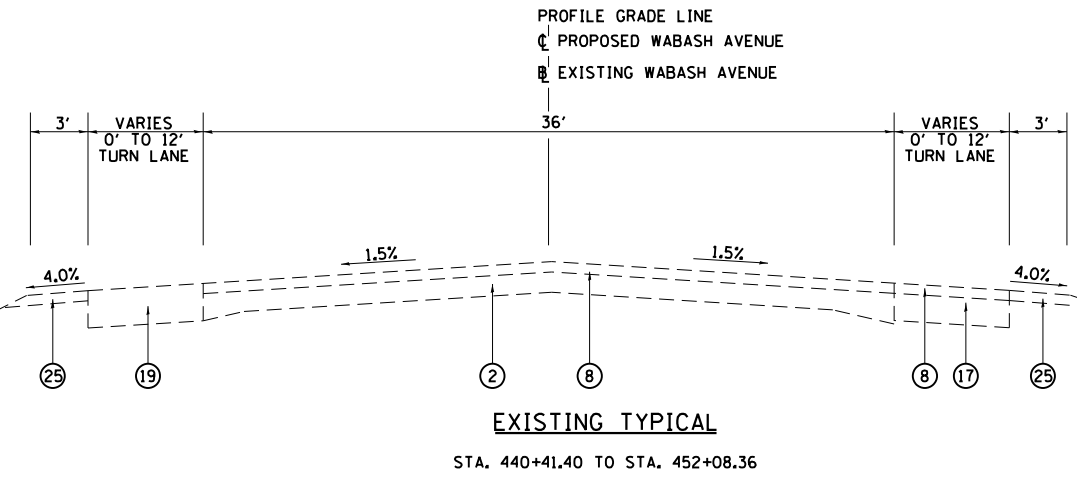 PROFILE GRADE LINE
℄ PROPOSED WABASH AVENUE
BL EXISTING WABASH AVENUE
3'
VARIES
0' TO 12'
TURN LANE
36'
VARIES
0' TO 12'
TURN LANE
3'
4.0%
1.5%
1.5%
4.0%
25
19
2
8
8
17
25
EXISTING TYPICAL
STA. 440+41.40 TO STA. 452+08.36